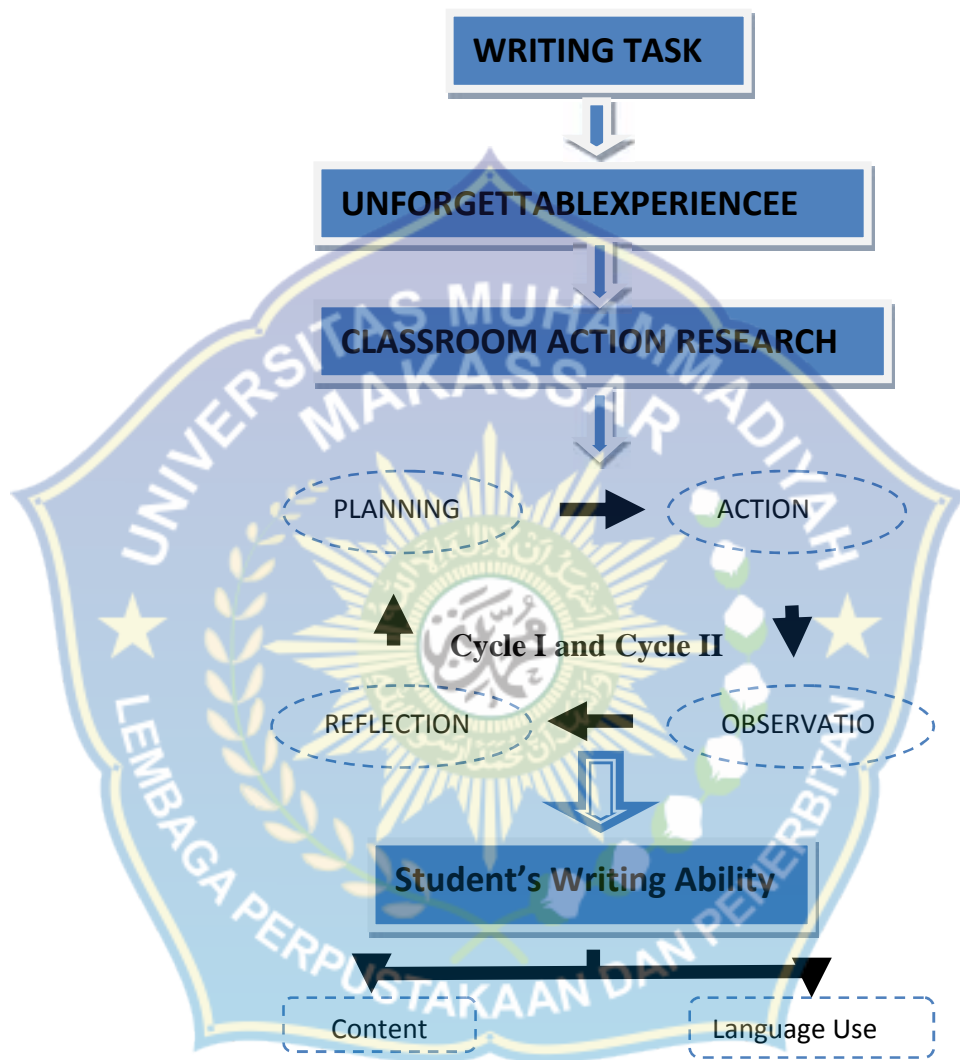 WRITING TASK
UNFORGETTABLEXPERIENCEE
CLASSROOM ACTION RESEARCH
UNIVERSITAS MUHAMMADIYAH
MAKASSAR
PLANNING
ACTION
Cycle I and Cycle II
REFLECTION
OBSERVATIO
Student's Writing Ability
Content
Language Use
LEMBAGA PERPUSTAKAAN DAN PENERBITAN